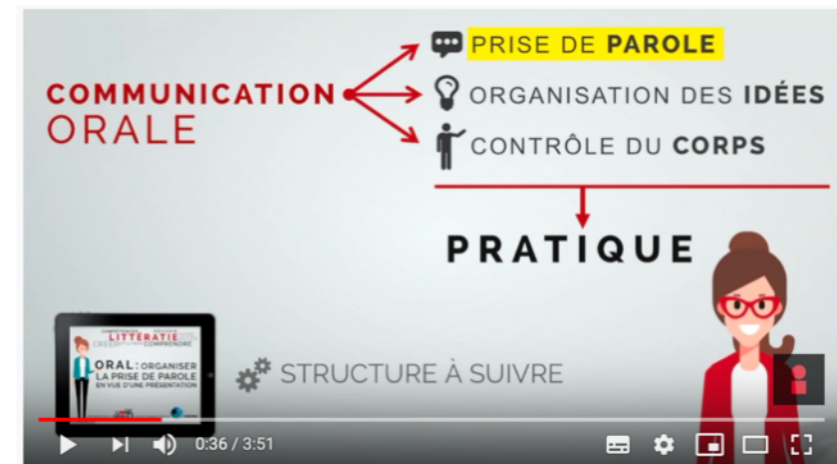 PRISE DE PAROLE
COMMUNICATION
ORALE
ORGANISATION DES IDÉES
CONTRÔLE DU CORPS
PRATIQUE
LITTÉRATIE
COMPRENDRE
ORAL : ORGANISER
LA PRISE DE PAROLE
EN VUE D'UNE PRÉSENTATION
STRUCTURE À SUIVRE
0:36 / 3:51